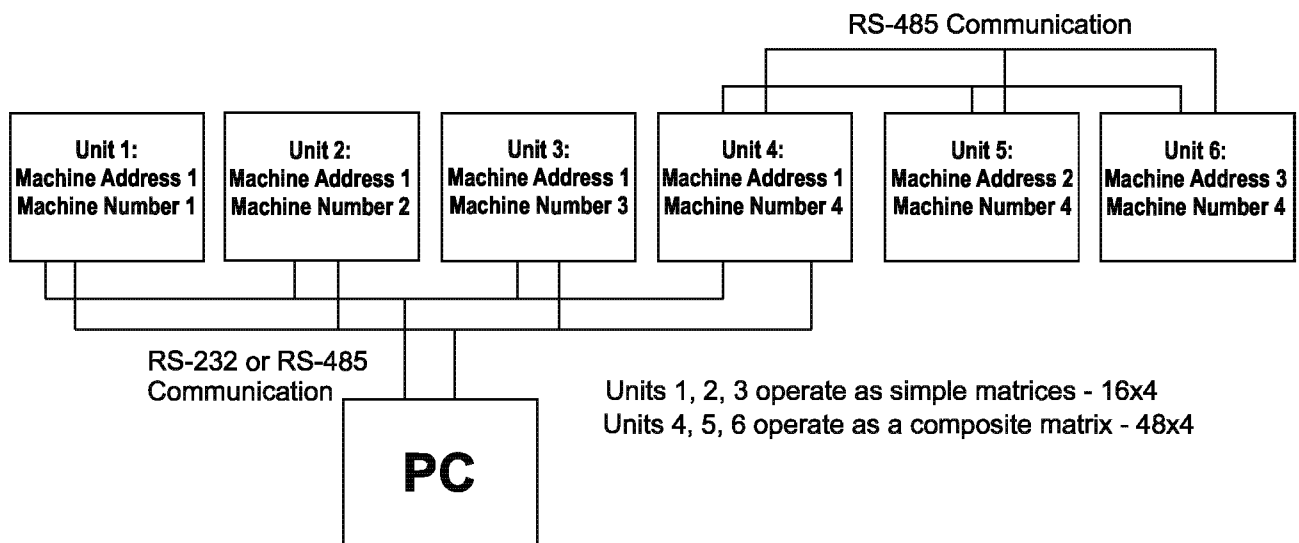 RS-485 Communication
Unit 1:
Machine Address 1
Machine Number 1
Unit 2:
Machine Address 1
Machine Number 2
Unit 3:
Machine Address 1
Machine Number 3
Unit 4:
Machine Address 1
Machine Number 4
Unit 5:
Machine Address 2
Machine Number 4
Unit 6:
Machine Address 3
Machine Number 4
RS-232 or RS-485
Communication
Units 1, 2, 3 operate as simple matrices - 16x4
Units 4, 5, 6 operate as a composite matrix - 48x4
PC